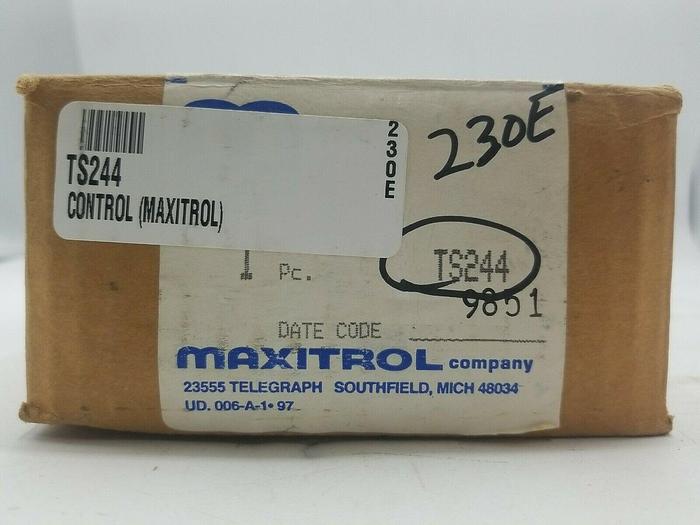 TS244
CONTROL (MAXITROL)
230E
230E
1 Pc.
TS244
9851
DATE CODE
MAXITROL company
23555 TELEGRAPH SOUTHFIELD, MICH 48034
UD. 006-A-1•97